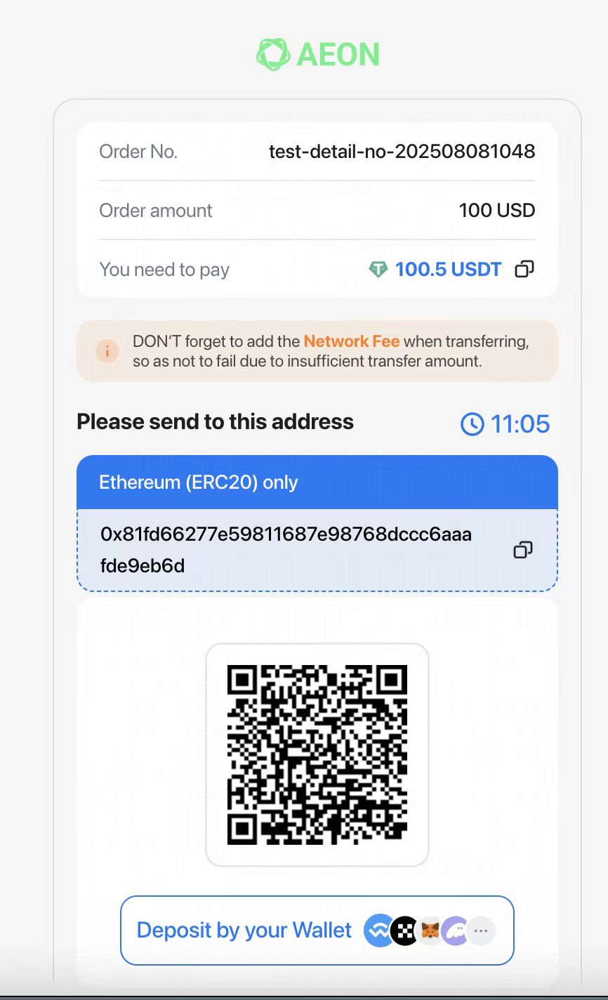 AEON
Order No. test-detail-no-202508081048
Order amount 100 USD
You need to pay 100.5 USDT
DON'T forget to add the Network Fee when transferring,
so as not to fail due to insufficient transfer amount.
Please send to this address 11:05
Ethereum (ERC20) only
0x81fd66277e59811687e98768dccc6aaa
fde9eb6d
Deposit by your Wallet